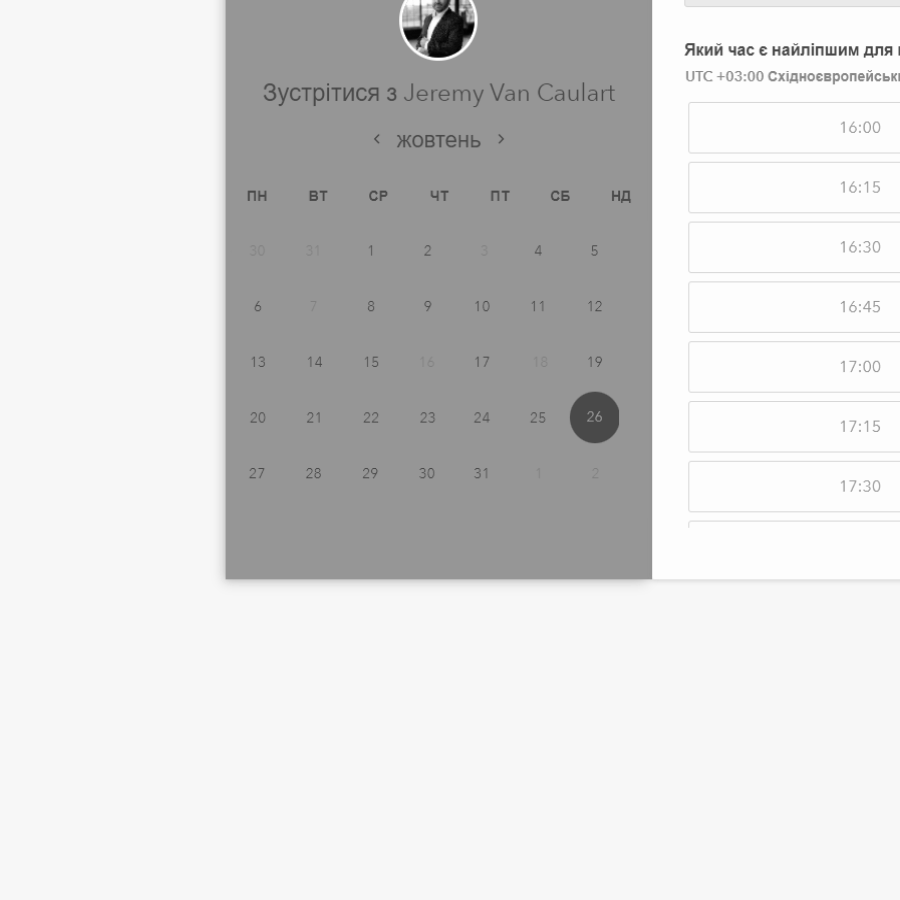 Зустрітися з Jeremy Van Caulart
‹ жовтень ›
ПН ВТ СР ЧТ ПТ СБ НД
30 31 1 2 3 4 5
6 7 8 9 10 11 12
13 14 15 16 17 18 19
20 21 22 23 24 25 26
27 28 29 30 31 1 2
Який час є найліпшим для
UTC +03:00
16:00
16:15
16:30
16:45
17:00
17:15
17:30